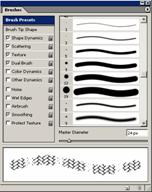 Brushes
Brush Presets
Brush Tip Shape
Shape Dynamics
Scattering
Texture
Dual Brush
Color Dynamics
Other Dynamics
Noise
Wet Edges
Airbrush
Smoothing
Protect Texture
Master Diameter
24 px